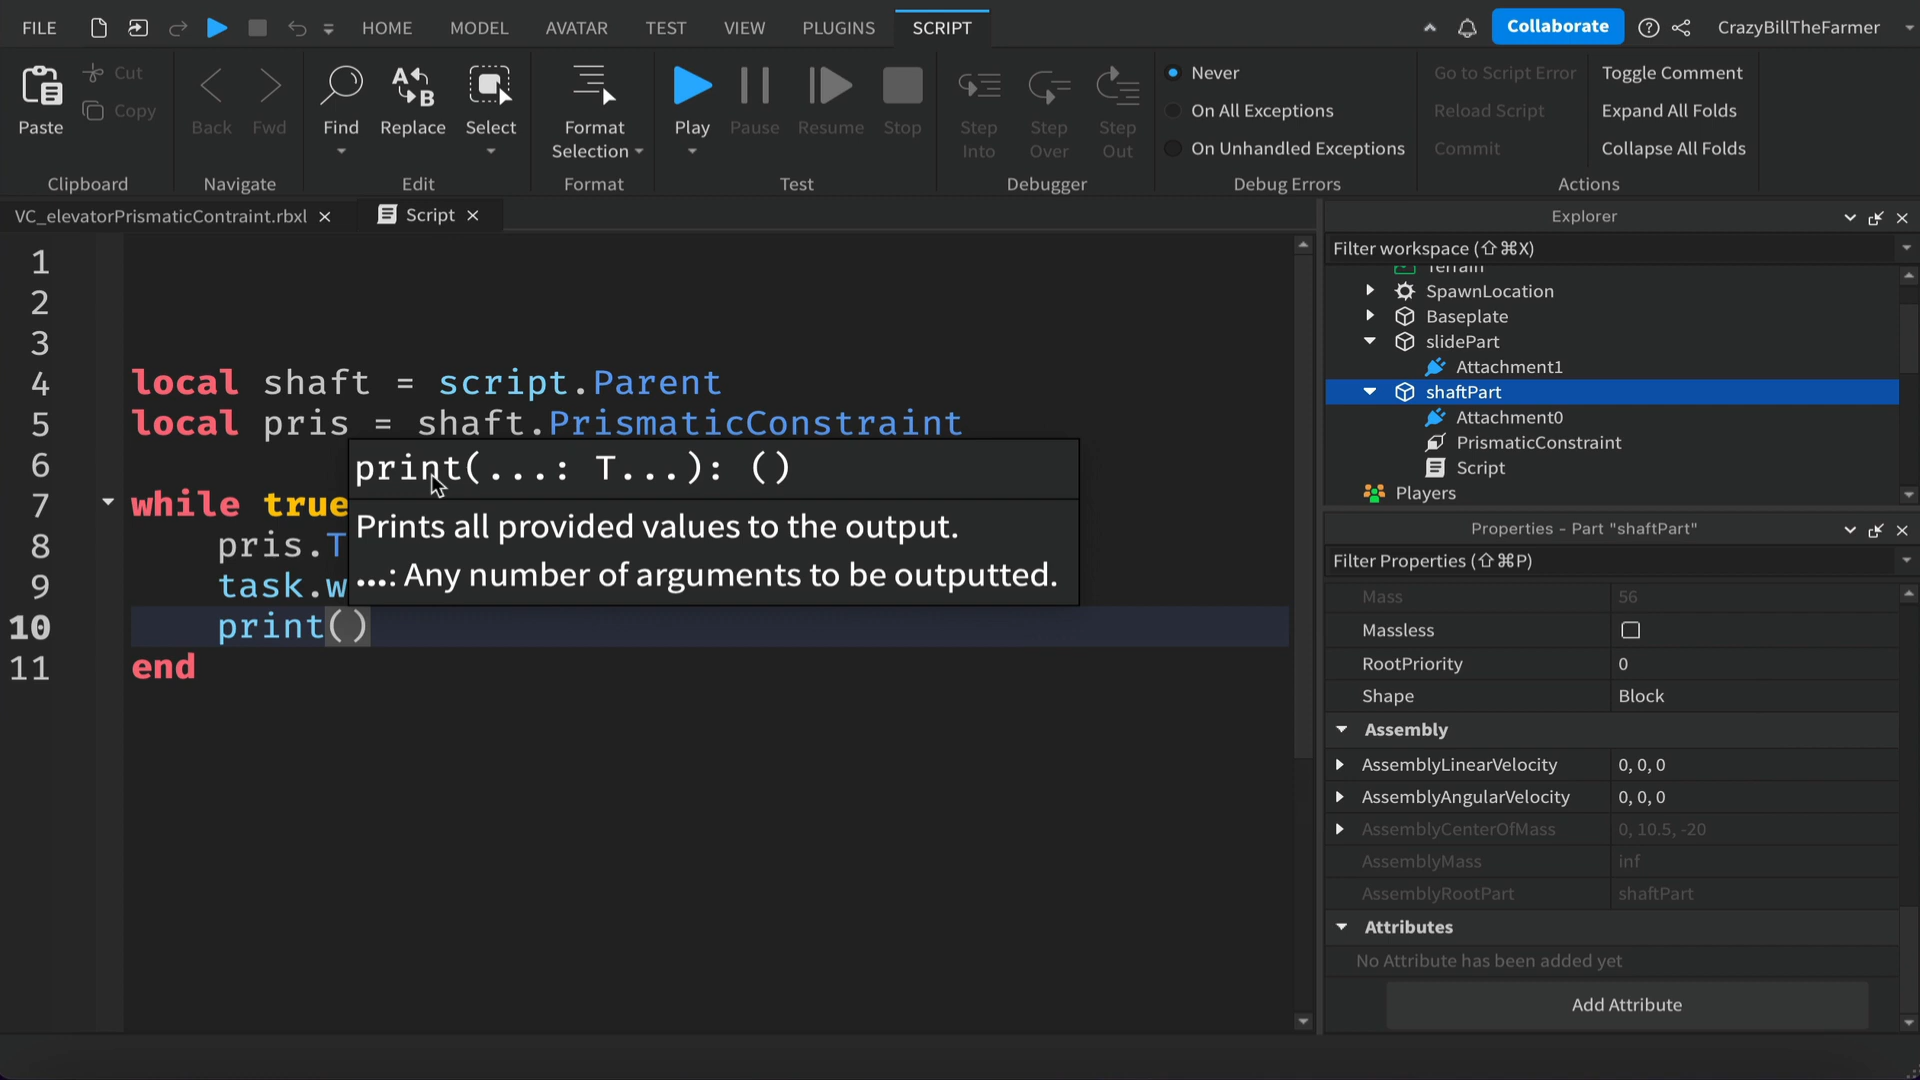 FILE HOME MODEL AVATAR TEST VIEW PLUGINS SCRIPT Collaborate CrazyBillTheFarmer
Paste Cut Copy
Clipboard
Back Fwd
Navigate
Find Replace Select
Edit
Format Selection
Format
Play Pause Resume Stop
Test
Step Into Step Over Step Out
Debugger
Never
On All Exceptions
On Unhandled Exceptions
Debug Errors
Go to Script Error
Reload Script
Commit
Toggle Comment
Expand All Folds
Collapse All Folds
Actions
VC_elevatorPrismaticContraint.rbxl Script
1
2
3
4 local shaft = script.Parent
5 local pris = shaft.PrismaticConstraint
6
7 while true
8 pris.T
9 task.w
10 print()
11 end
print(...: T...): ()
Prints all provided values to the output.
...: Any number of arguments to be outputted.
Explorer
Filter workspace (⇧⌘X)
Terrain
SpawnLocation
Baseplate
slidePart
Attachment1
shaftPart
Attachment0
PrismaticConstraint
Script
Players
Properties - Part "shaftPart"
Filter Properties (⇧⌘P)
Mass 56
Massless
RootPriority 0
Shape Block
Assembly
AssemblyLinearVelocity 0, 0, 0
AssemblyAngularVelocity 0, 0, 0
AssemblyCenterOfMass 0, 10.5, -20
AssemblyMass inf
AssemblyRootPart shaftPart
Attributes
No Attribute has been added yet
Add Attribute